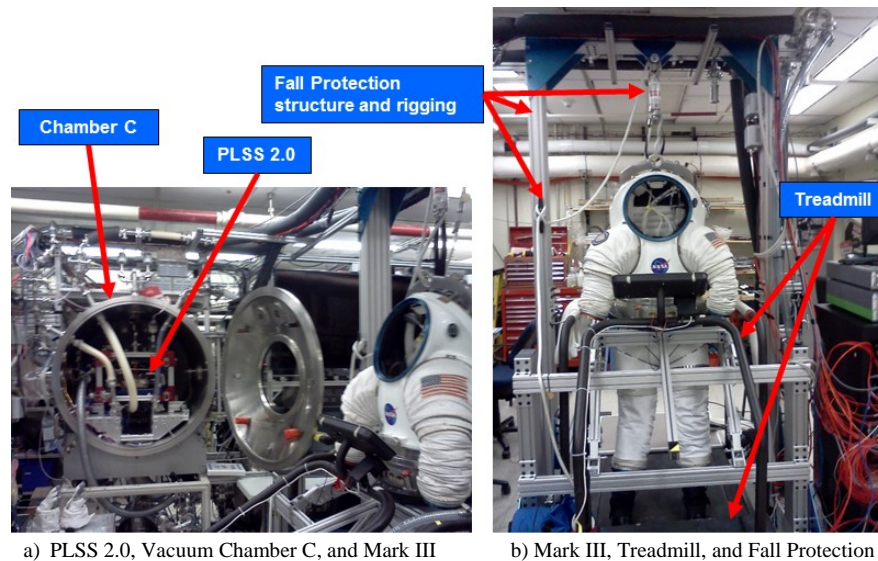 Fall Protection
structure and rigging
Chamber C
PLSS 2.0
Treadmill
NASA
a) PLSS 2.0, Vacuum Chamber C, and Mark III
b) Mark III, Treadmill, and Fall Protection